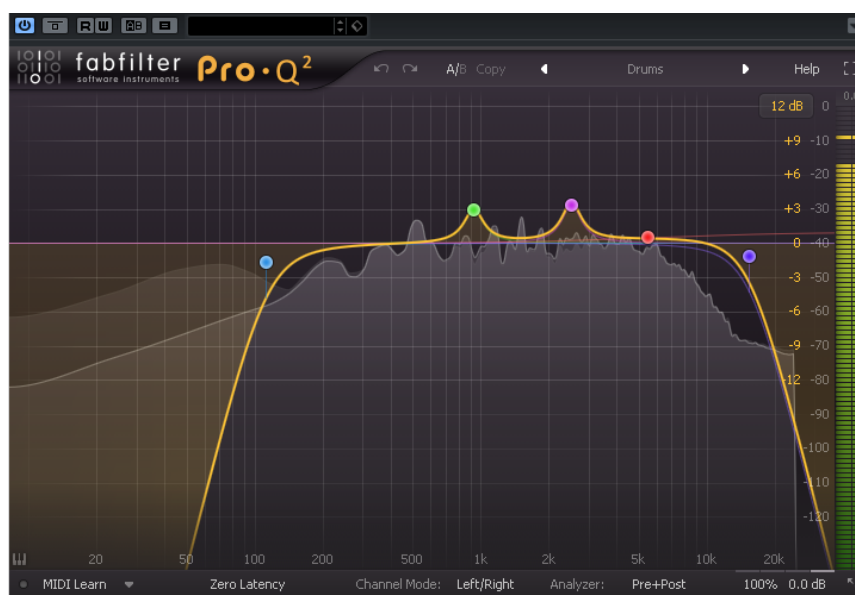 R W A B
fabfilter
software instruments
Pro·Q²
A/B Copy
Drums
Help
0.0
12 dB 0
+9 -10
+6 -20
+3 -30
0 -40
-3 -50
-6 -60
-9 -70
-12 -80
-90
-100
-110
-120
20 50 100 200 500 1k 2k 5k 10k 20k
MIDI Learn Zero Latency Channel Mode: Left/Right Analyzer: Pre+Post 100% 0.0 dB